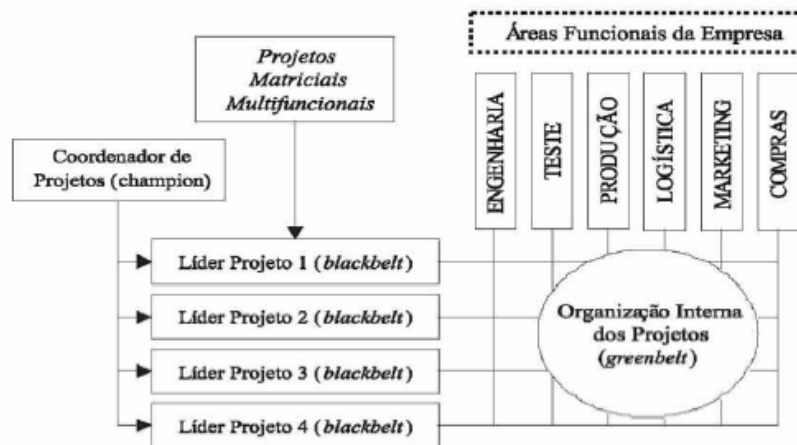 Áreas Funcionais da Empresa
Projetos
Matriciais
Multifuncionais
Coordenador de
Projetos (champion)
ENGENHARIA
TESTE
PRODUÇÃO
LOGÍSTICA
MARKETING
COMPRAS
Líder Projeto 1 (blackbelt)
Líder Projeto 2 (blackbelt)
Líder Projeto 3 (blackbelt)
Líder Projeto 4 (blackbelt)
Organização Interna
dos Projetos
(greenbelt)